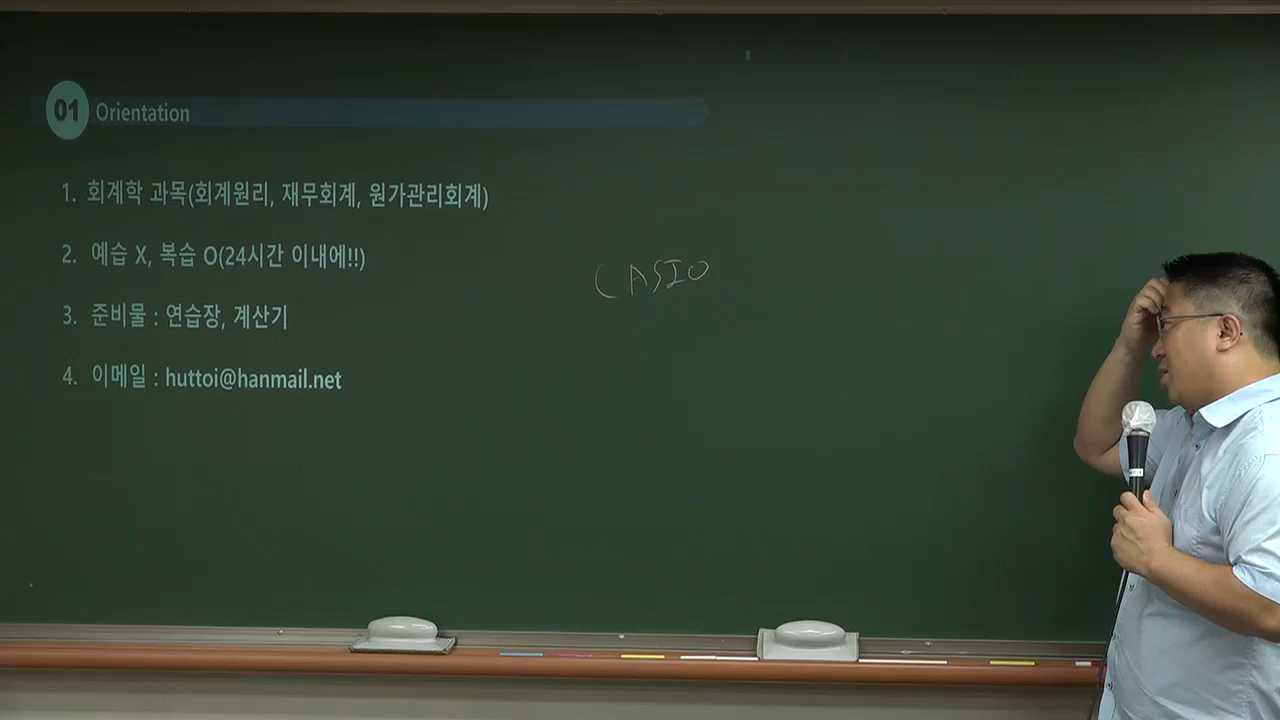 01 Orientation
1. 회계학 과목(회계원리, 재무회계, 원가관리회계)
2. 예습 X, 복습 O(24시간 이내에!!)
CASIO
3. 준비물 : 연습장, 계산기
4. 이메일 : huttoi@hanmail.net